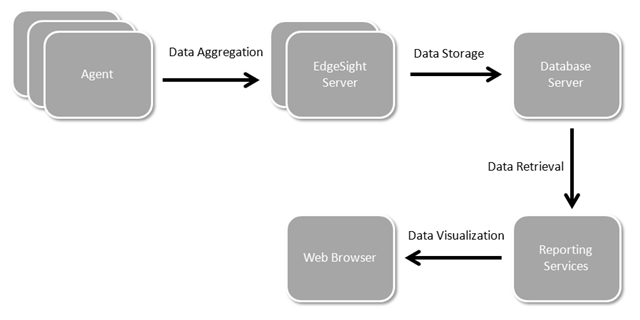 Agent
Data Aggregation
EdgeSight
Server
Data Storage
Database
Server
Data Retrieval
Reporting
Services
Data Visualization
Web Browser